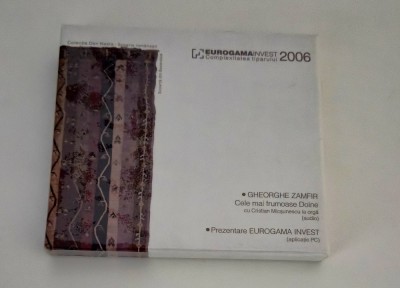 EUROGAMA INVEST 2006
Complexitatea tiparului
• GHEORGHE ZAMFIR
Cele mai frumoase Doine
cu Cristian Mitoșinescu la orgă
(audio)
• Prezentare EUROGAMA INVEST
(aplicație PC)